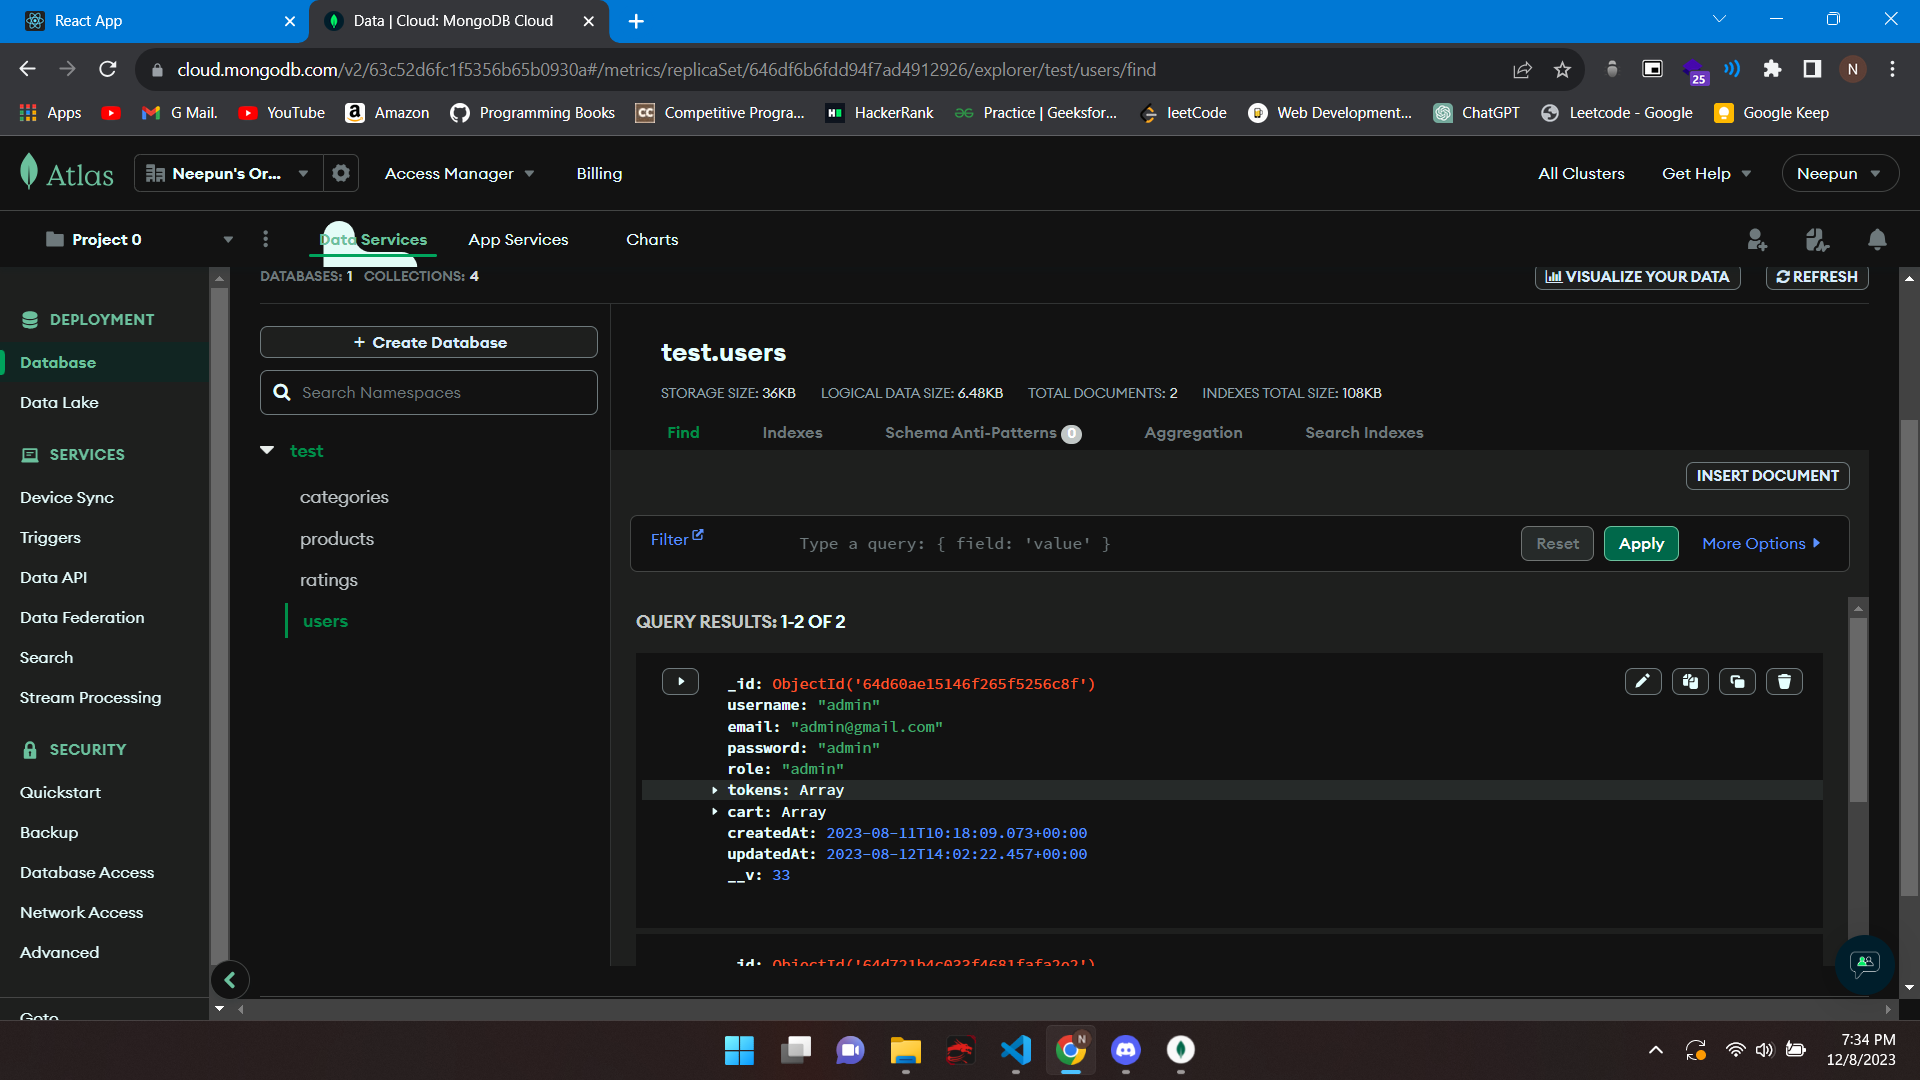 React App
Data | Cloud: MongoDB Cloud
cloud.mongodb.com/v2/63c52d6fc1f5356b65b0930a#/metrics/replicaSet/646df6b6fdd94f7ad4912926/explorer/test/users/find
25
N
Apps
G Mail.
YouTube
Amazon
Programming Books
Competitive Progra...
HackerRank
Practice | Geeksfor...
leetCode
Web Development...
ChatGPT
Leetcode - Google
Google Keep
Atlas
Neepun's Or...
Access Manager
Billing
All Clusters
Get Help
Neepun
Project 0
Data Services
App Services
Charts
DATABASES: 1 COLLECTIONS: 4
VISUALIZE YOUR DATA
REFRESH
DEPLOYMENT
Database
Data Lake
SERVICES
Device Sync
Triggers
Data API
Data Federation
Search
Stream Processing
SECURITY
Quickstart
Backup
Database Access
Network Access
Advanced
Goto
+ Create Database
Search Namespaces
test
categories
products
ratings
users
test.users
STORAGE SIZE: 36KB LOGICAL DATA SIZE: 6.48KB TOTAL DOCUMENTS: 2 INDEXES TOTAL SIZE: 108KB
Find
Indexes
Schema Anti-Patterns 0
Aggregation
Search Indexes
INSERT DOCUMENT
Filter
Type a query: { field: 'value' }
Reset
Apply
More Options
QUERY RESULTS: 1-2 OF 2
_id: ObjectId('64d60ae15146f265f5256c8f')
username: "admin"
email: "admin@gmail.com"
password: "admin"
role: "admin"
tokens: Array
cart: Array
createdAt: 2023-08-11T10:18:09.073+00:00
updatedAt: 2023-08-12T14:02:22.457+00:00
__v: 33
_id: ObjectId('64d721b4c033f4681fafa2e2')
N
7:34 PM
12/8/2023